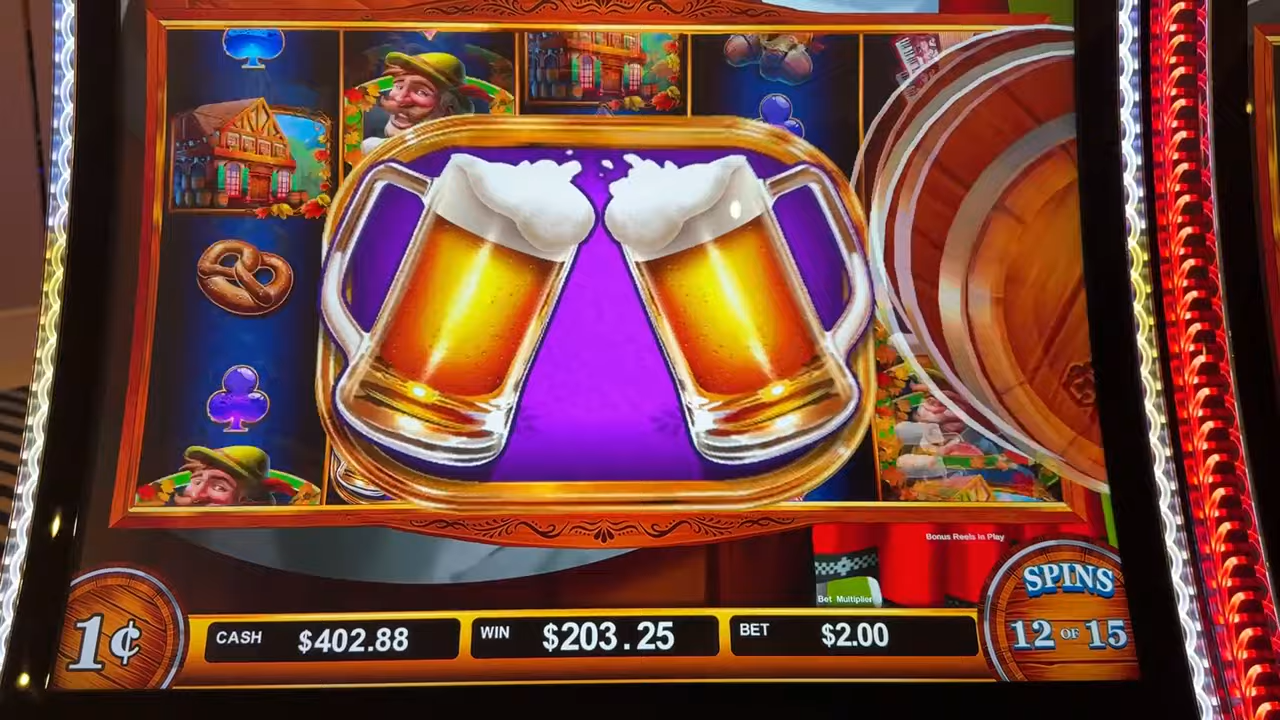 Bonus Reels In Play
Bet Multiplier
SPINS
12 OF 15
1¢
CASH $402.88
WIN $203.25
BET $2.00